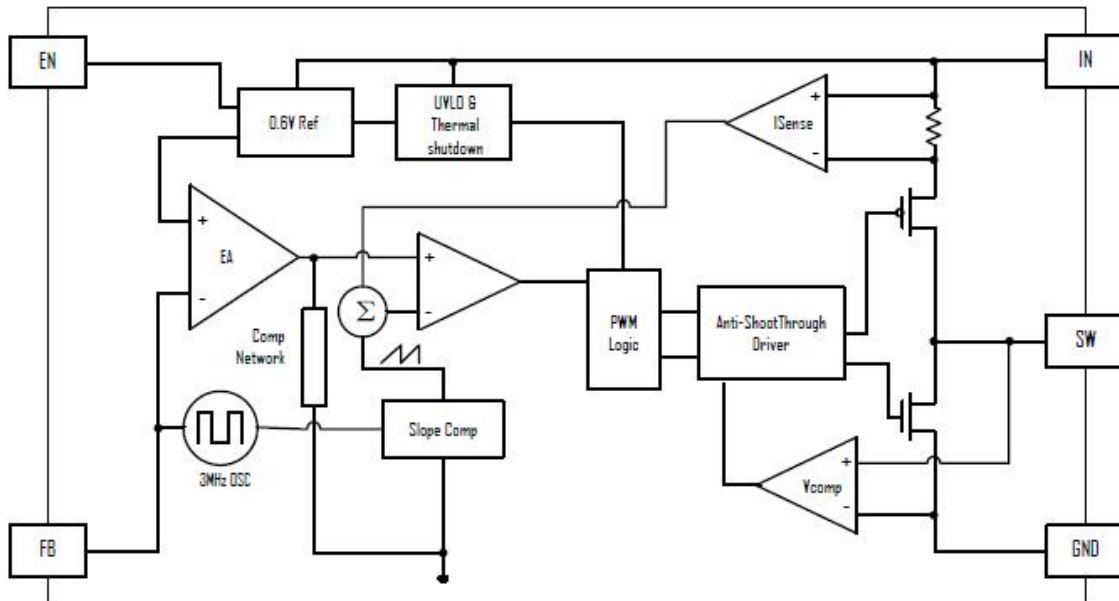 EN
IN
0.6V Ref
UVLO &
Thermal
shutdown
+
ISense
-
+
EA
-
+
Σ
-
Comp
Network
PWM
Logic
Anti-ShootThrough
Driver
SW
Slope Comp
3MHz OSC
+
Vcomp
-
FB
GND